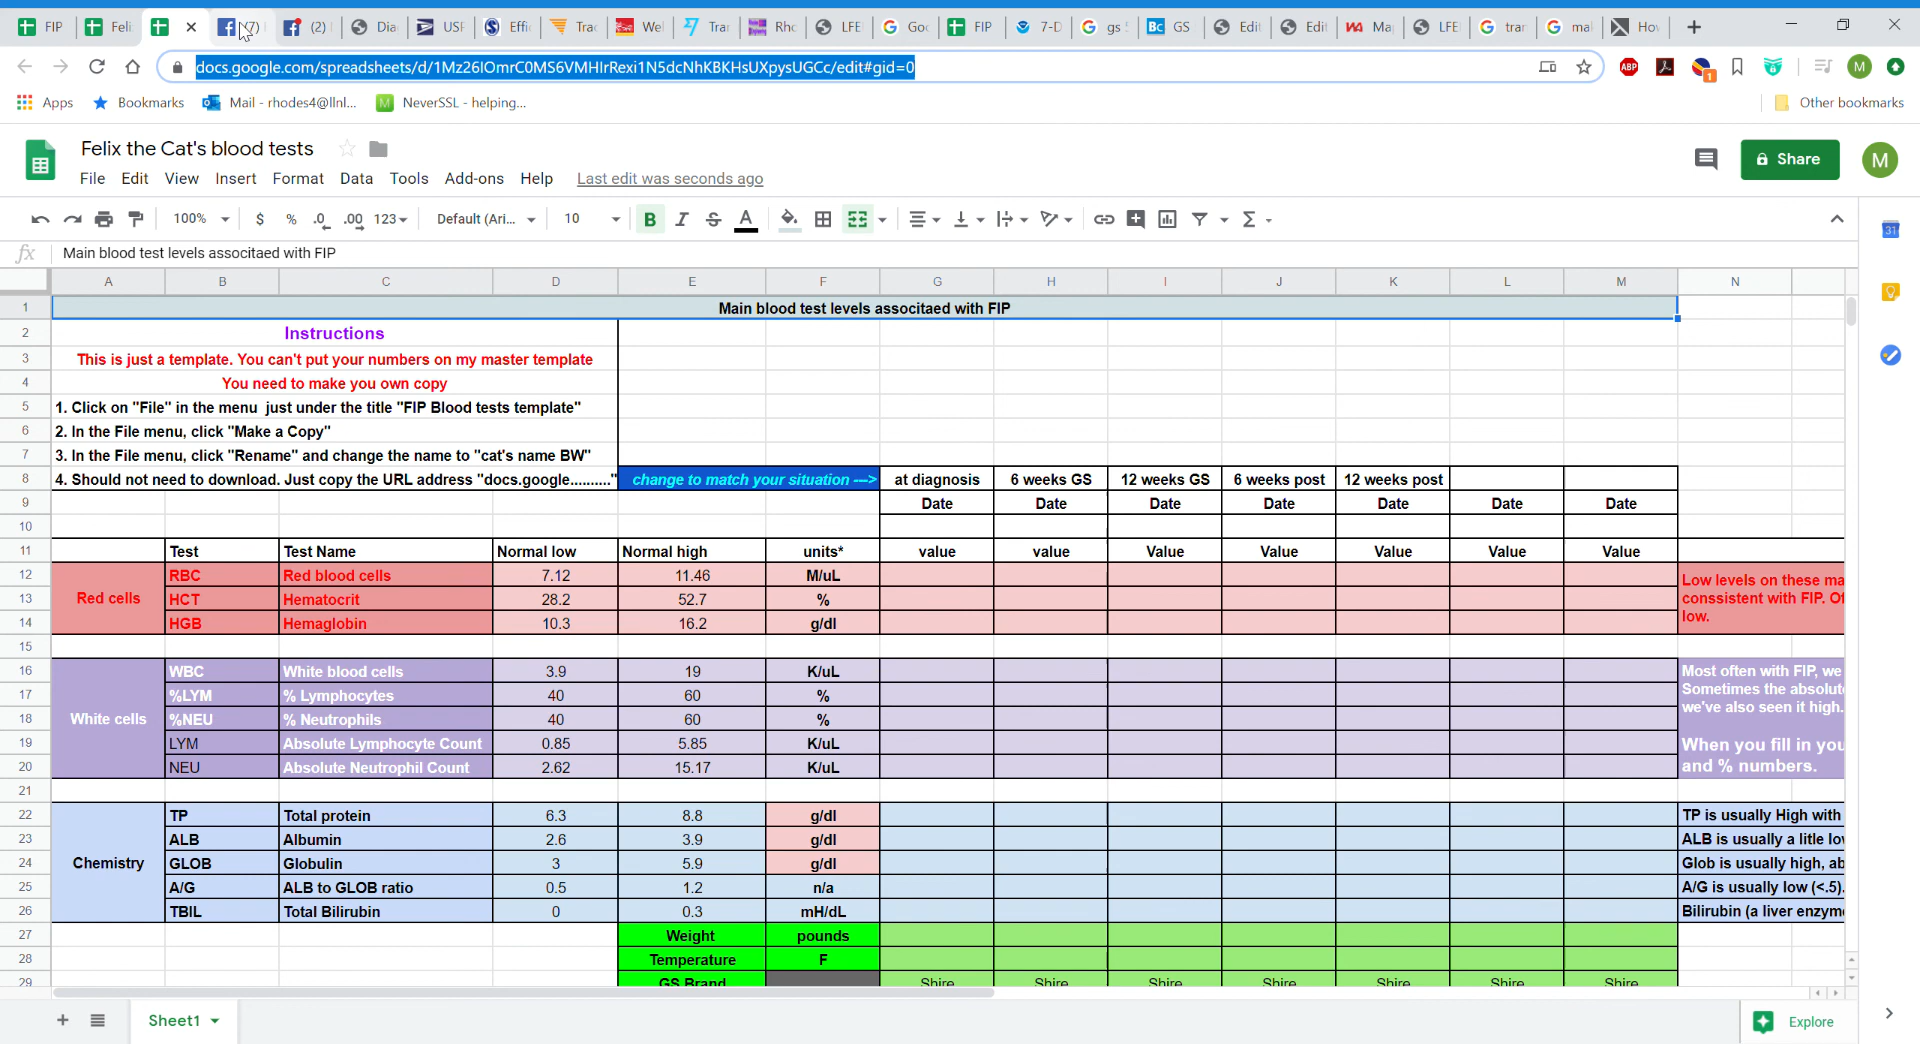 FIP
Feli
(7)
(2)
Dia
USP
Effic
Trac
Wel
Trar
Rho
LFE
Goo
FIP
7-D
gs
GS
Edit
Edit
Ma
LFE
trar
mal
How
docs.google.com/spreadsheets/d/1Mz26IOmrC0MS6VMHIrRexi1N5dcNhKBKHsUXpysUGCc/edit#gid=0
ABP
1
M
Apps
Bookmarks
Mail - rhodes4@llnl...
NeverSSL - helping...
Other bookmarks
Felix the Cat's blood tests
Share
M
File Edit View Insert Format Data Tools Add-ons Help Last edit was seconds ago
100% $ % .0 .00 123 Default (Ari... 10 B I S A
31
fx Main blood test levels associtaed with FIP
A B C D E F G H I J K L M N
1 Main blood test levels associtaed with FIP
2 Instructions
3 This is just a template. You can't put your numbers on my master template
4 You need to make you own copy
5 1. Click on "File" in the menu just under the title "FIP Blood tests template"
6 2. In the File menu, click "Make a Copy"
7 3. In the File menu, click "Rename" and change the name to "cat's name BW"
8 4. Should not need to download. Just copy the URL address "docs.google.........." change to match your situation ---> at diagnosis 6 weeks GS 12 weeks GS 6 weeks post 12 weeks post
9 Date Date Date Date Date Date Date
10
11 Test Test Name Normal low Normal high units* value value Value Value Value Value Value
12 RBC Red blood cells 7.12 11.46 M/uL Low levels on these ma
13 Red cells HCT Hematocrit 28.2 52.7 % conssistent with FIP. Of
14 HGB Hemaglobin 10.3 16.2 g/dl low.
15
16 WBC White blood cells 3.9 19 K/uL Most often with FIP, we
17 %LYM % Lymphocytes 40 60 % Sometimes the absolut
18 White cells %NEU % Neutrophils 40 60 % we've also seen it high.
19 LYM Absolute Lymphocyte Count 0.85 5.85 K/uL When you fill in you
20 NEU Absolute Neutrophil Count 2.62 15.17 K/uL and % numbers.
21
22 TP Total protein 6.3 8.8 g/dl TP is usually High with
23 ALB Albumin 2.6 3.9 g/dl ALB is usually a litle lo
24 Chemistry GLOB Globulin 3 5.9 g/dl Glob is usually high, ab
25 A/G ALB to GLOB ratio 0.5 1.2 n/a A/G is usually low (<.5)
26 TBIL Total Bilirubin 0 0.3 mH/dL Bilirubin (a liver enzym
27 Weight pounds
28 Temperature F
29 GS Brand Shire Shire Shire Shire Shire Shire Shire
Sheet1
Explore